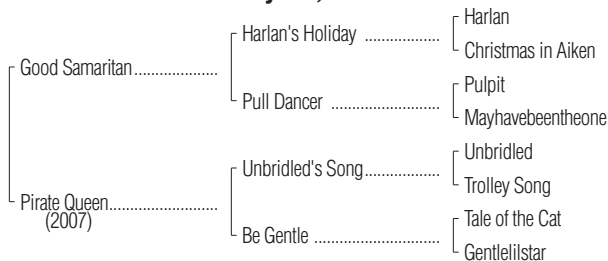 Harlan
Harlan's Holiday ..................
Christmas in Aiken
Good Samaritan.....................
Pulpit
Pull Dancer ..........................
Mayhavebeentheone
Unbridled
Unbridled's Song..................
Trolley Song
Pirate Queen...........................
(2007)
Tale of the Cat
Be Gentle ..............................
Gentlelilstar